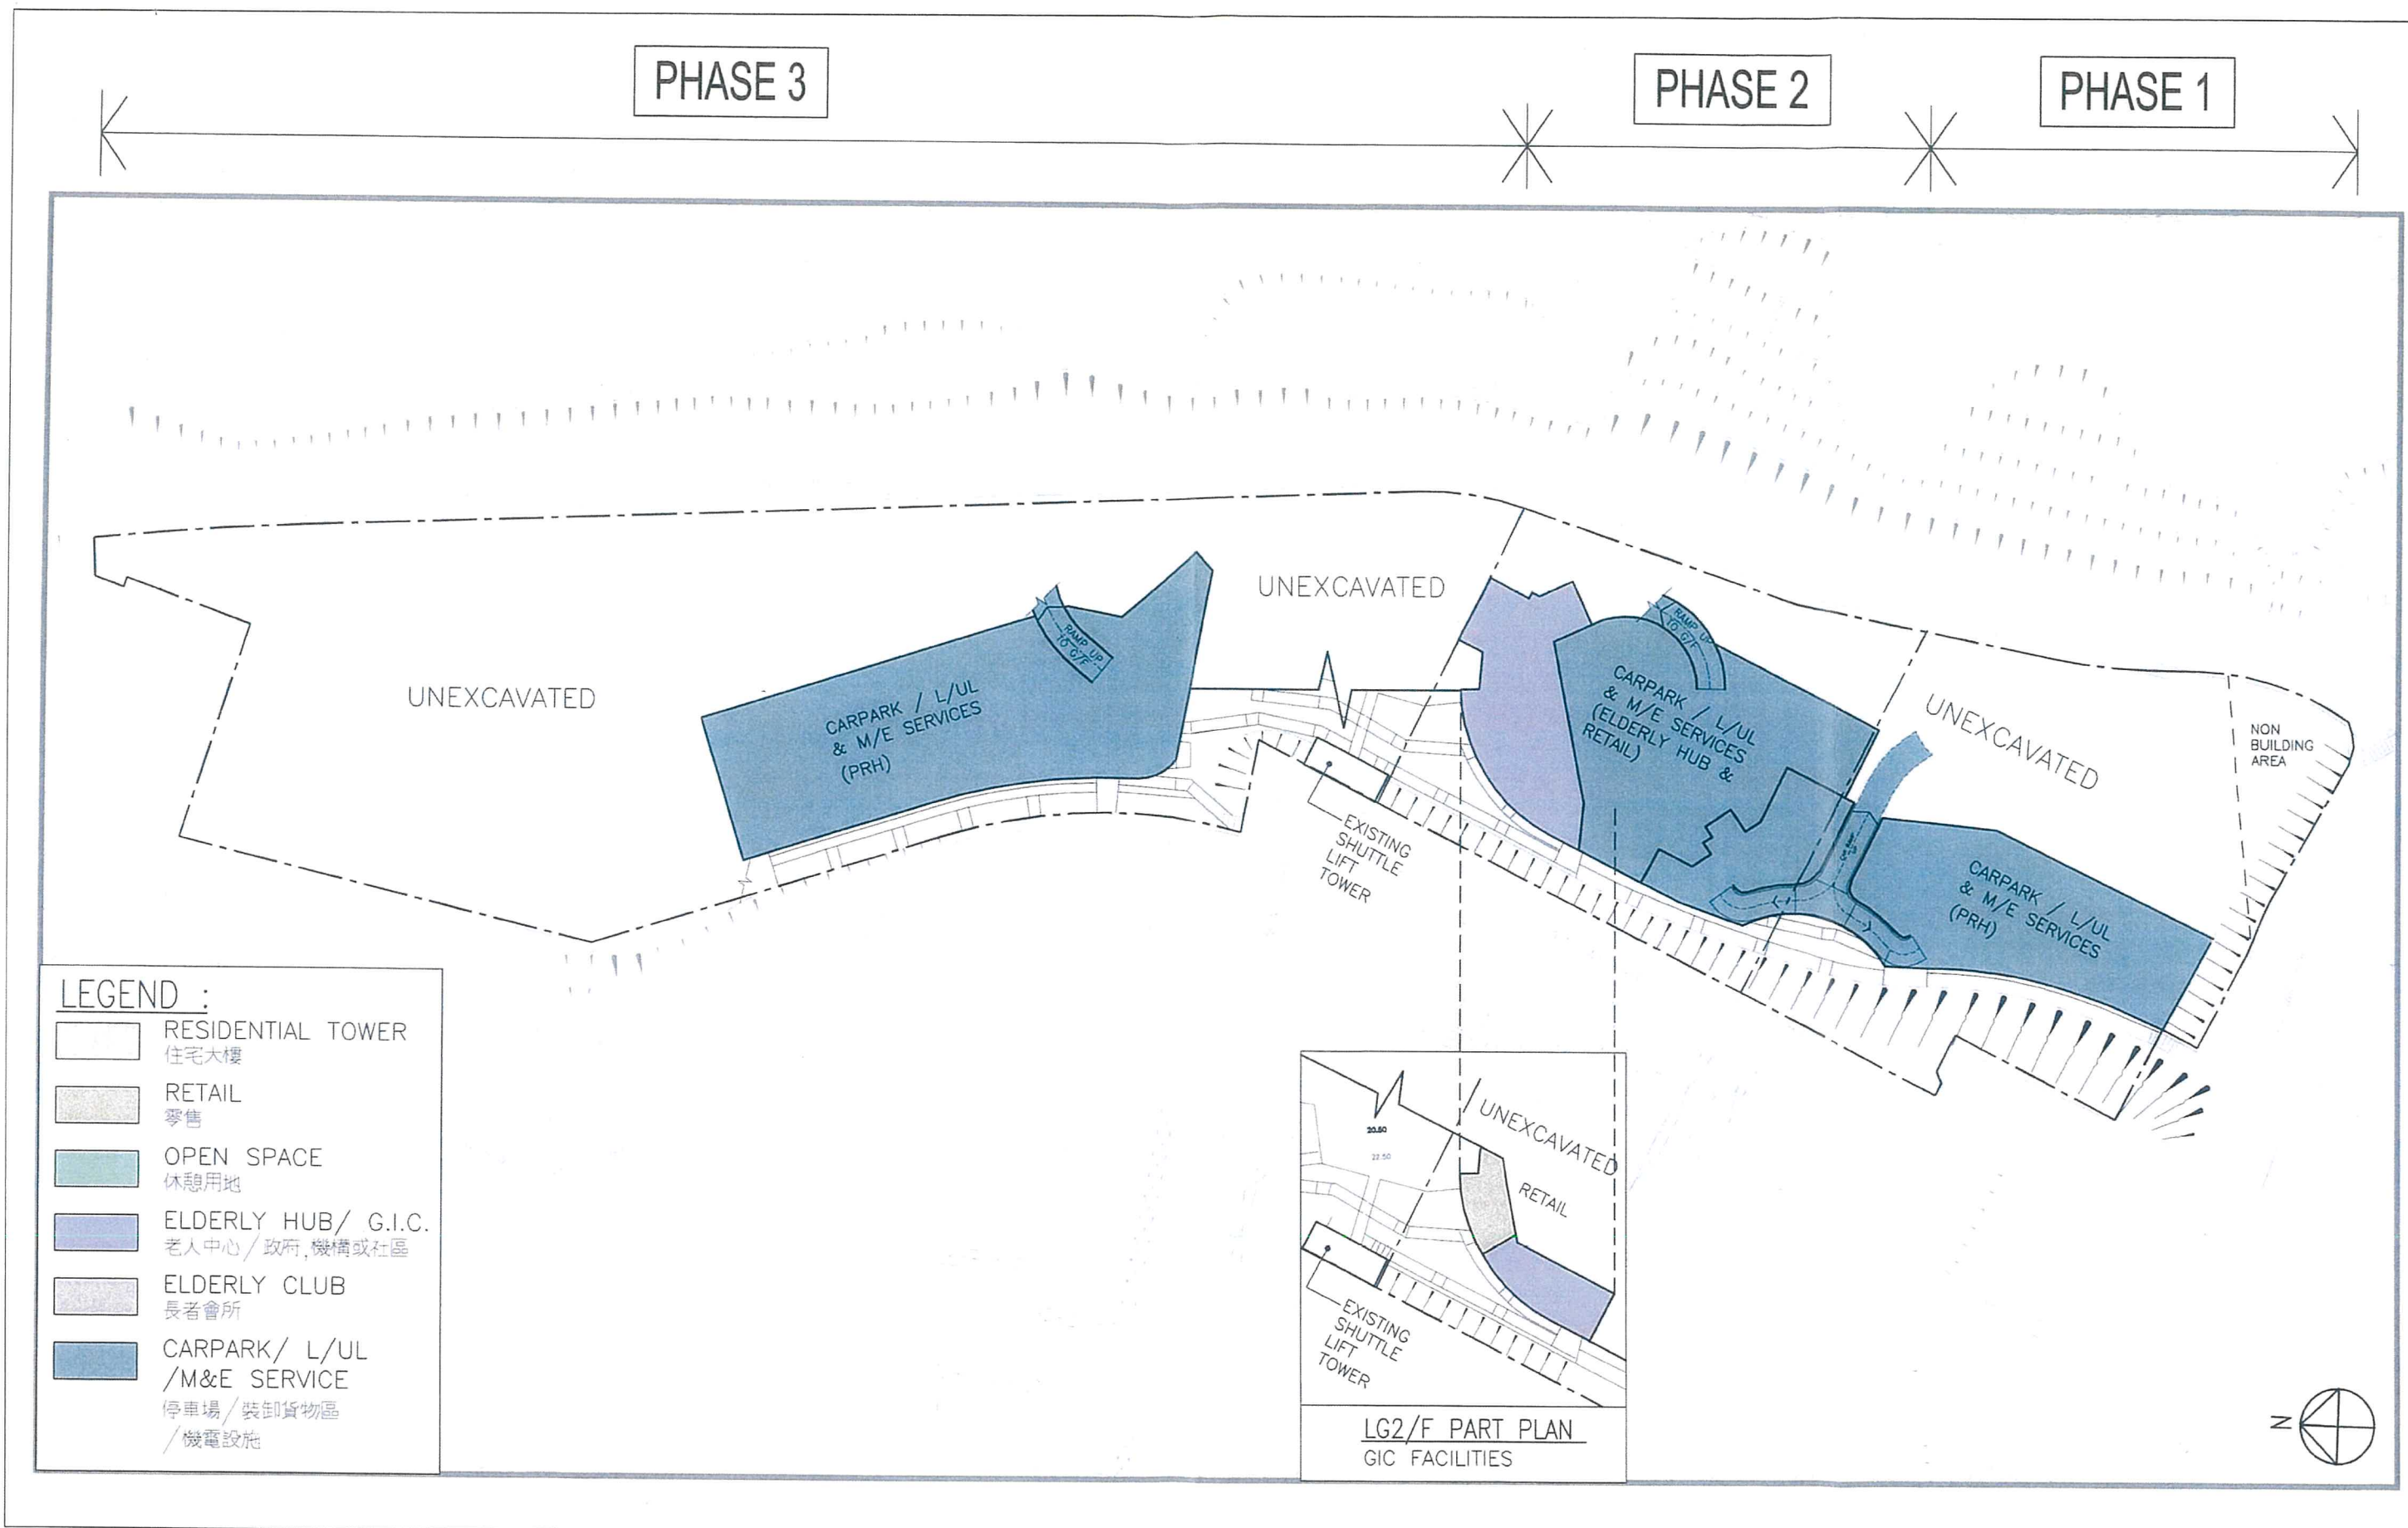 PHASE 3
PHASE 2
PHASE 1
UNEXCAVATED
UNEXCAVATED
UNEXCAVATED
NON
BUILDING
AREA
RAMP UP
TO G/F
CARPARK / L/UL
& M/E SERVICES
(PRH)
RAMP UP
TO G/F
CARPARK / L/UL
& M/E SERVICES
(ELDERLY HUB &
RETAIL)
CARPARK / L/UL
& M/E SERVICES
(PRH)
EXISTING
SHUTTLE
LIFT
TOWER
LEGEND :
RESIDENTIAL TOWER
住宅大樓
RETAIL
零售
OPEN SPACE
休憩用地
ELDERLY HUB/ G.I.C.
老人中心/政府,機構或社區
ELDERLY CLUB
長者會所
CARPARK/ L/UL
/M&E SERVICE
停車場/裝卸貨物區
/機電設施
UNEXCAVATED
20.50
22.50
RETAIL
EXISTING
SHUTTLE
LIFT
TOWER
LG2/F PART PLAN
GIC FACILITIES
N